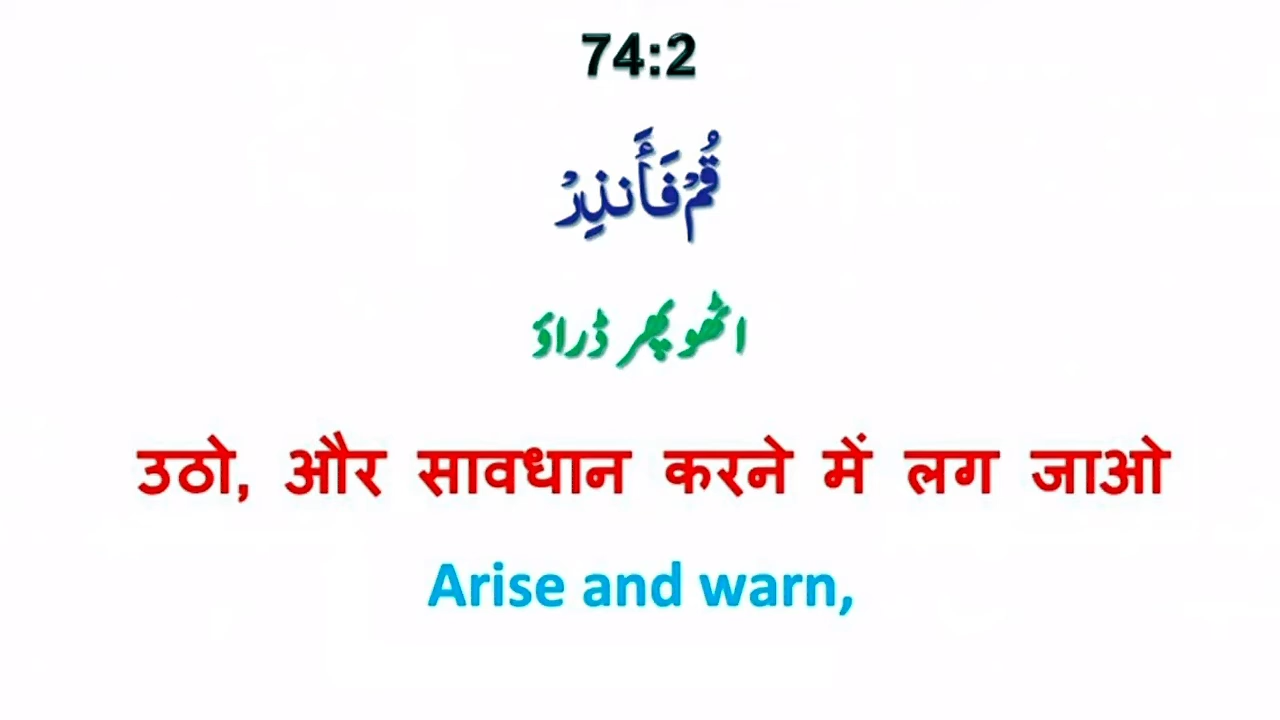 74:2
قُمْ فَأَنذِرْ
اٹھو پھر ڈراؤ
उठो, और सावधान करने में लग जाओ
Arise and warn,